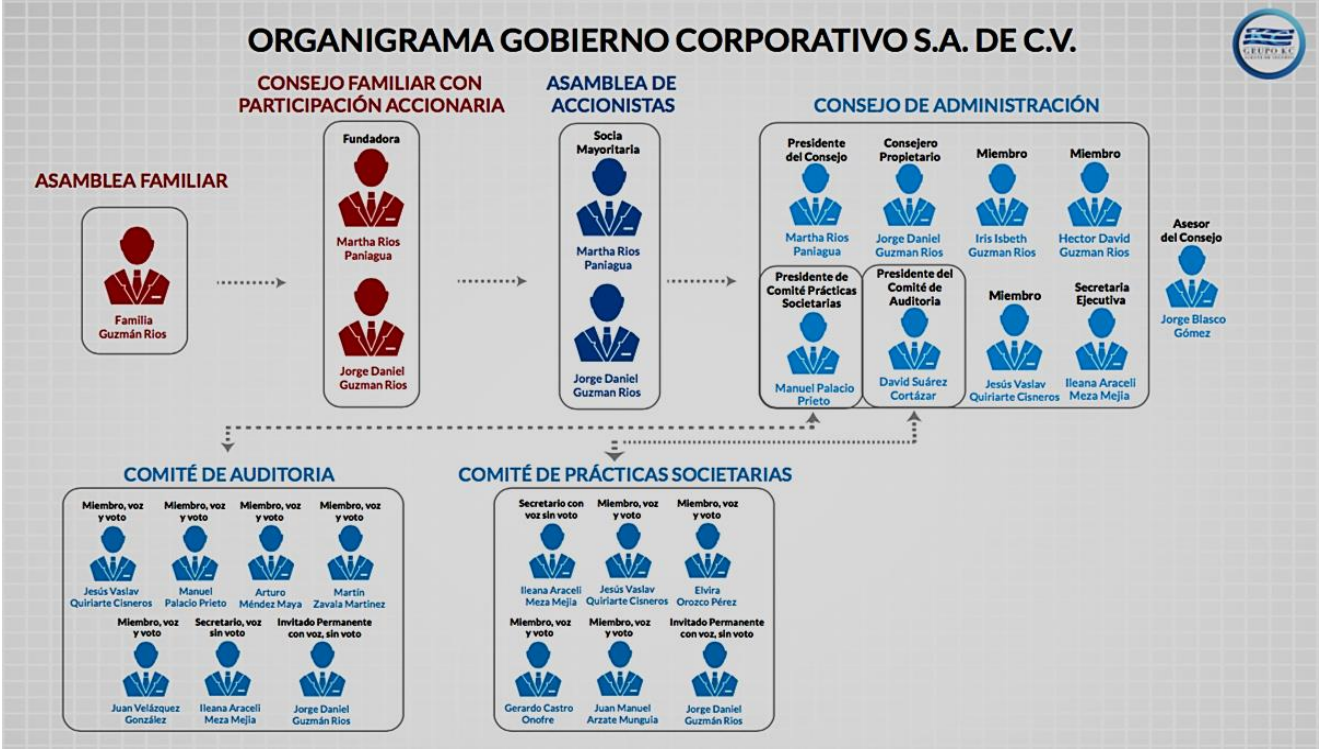 ORGANIGRAMA GOBIERNO CORPORATIVO S.A. DE C.V.
GRUPO KC
CONSEJO FAMILIAR CON
PARTICIPACIÓN ACCIONARIA
ASAMBLEA DE
ACCIONISTAS
CONSEJO DE ADMINISTRACIÓN
ASAMBLEA FAMILIAR
Familia
Guzmán Rios
Fundadora
Martha Rios
Paniagua
Jorge Daniel
Guzman Rios
Socia
Mayoritaria
Martha Rios
Paniagua
Jorge Daniel
Guzman Rios
Presidente
del Consejo
Martha Rios
Paniagua
Consejero
Propietario
Jorge Daniel
Guzman Rios
Miembro
Iris Isbeth
Guzman Rios
Miembro
Hector David
Guzman Rios
Presidente de
Comité Prácticas
Societarias
Manuel Palacio
Prieto
Presidente del
Comité de
Auditoria
David Suárez
Cortázar
Miembro
Jesús Vaslav
Quiriarte Cisneros
Secretaria
Ejecutiva
Ileana Araceli
Meza Mejia
Asesor
del Consejo
Jorge Blasco
Gómez
COMITÉ DE AUDITORIA
Miembro, voz
y voto
Jesús Vaslav
Quiriarte Cisneros
Miembro, voz
y voto
Manuel
Palacio Prieto
Miembro, voz
y voto
Arturo
Méndez Maya
Miembro, voz
y voto
Martín
Zavala Martinez
Miembro, voz
y voto
Juan Velázquez
González
Secretario, voz
sin voto
Ileana Araceli
Meza Mejia
Invitado Permanente
con voz, sin voto
Jorge Daniel
Guzmán Rios
COMITÉ DE PRÁCTICAS SOCIETARIAS
Secretario con
voz sin voto
Ileana Araceli
Meza Mejia
Miembro, voz
y voto
Jesús Vaslav
Quiriarte Cisneros
Miembro, voz
y voto
Elvira
Orozco Pérez
Miembro, voz
y voto
Gerardo Castro
Onofre
Miembro, voz
y voto
Juan Manuel
Arzate Munguia
Invitado Permanente
con voz, sin voto
Jorge Daniel
Guzmán Rios